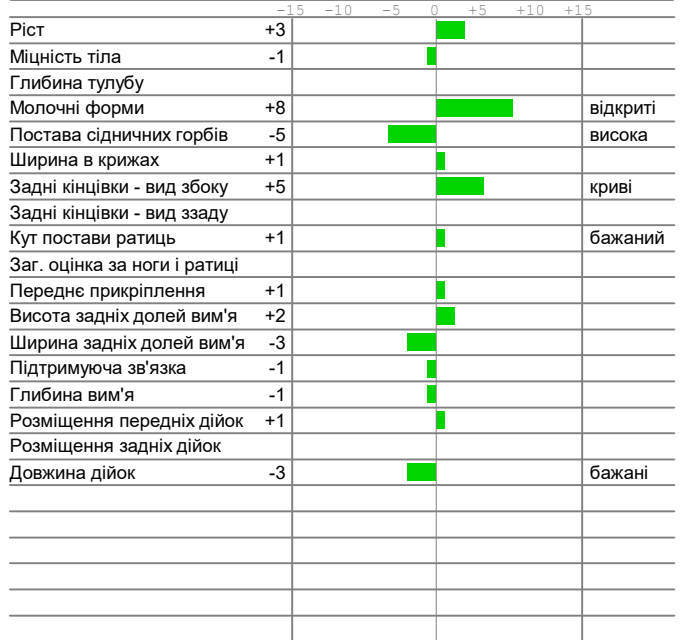 -15 -10 -5 0 +5 +10 +15
Ріст +3
Міцність тіла -1
Глибина тулубу
Молочні форми +8 відкриті
Постава сідничних горбів -5 висока
Ширина в крижах +1
Задні кінцівки - вид збоку +5 криві
Задні кінцівки - вид ззаду
Кут постави ратиць +1 бажаний
Заг. оцінка за ноги і ратиці
Переднє прикріплення +1
Висота задніх долей вим'я +2
Ширина задніх долей вим'я -3
Підтримуюча зв'язка -1
Глибина вим'я -1
Розміщення передніх дійок +1
Розміщення задніх дійок
Довжина дійок -3 бажані